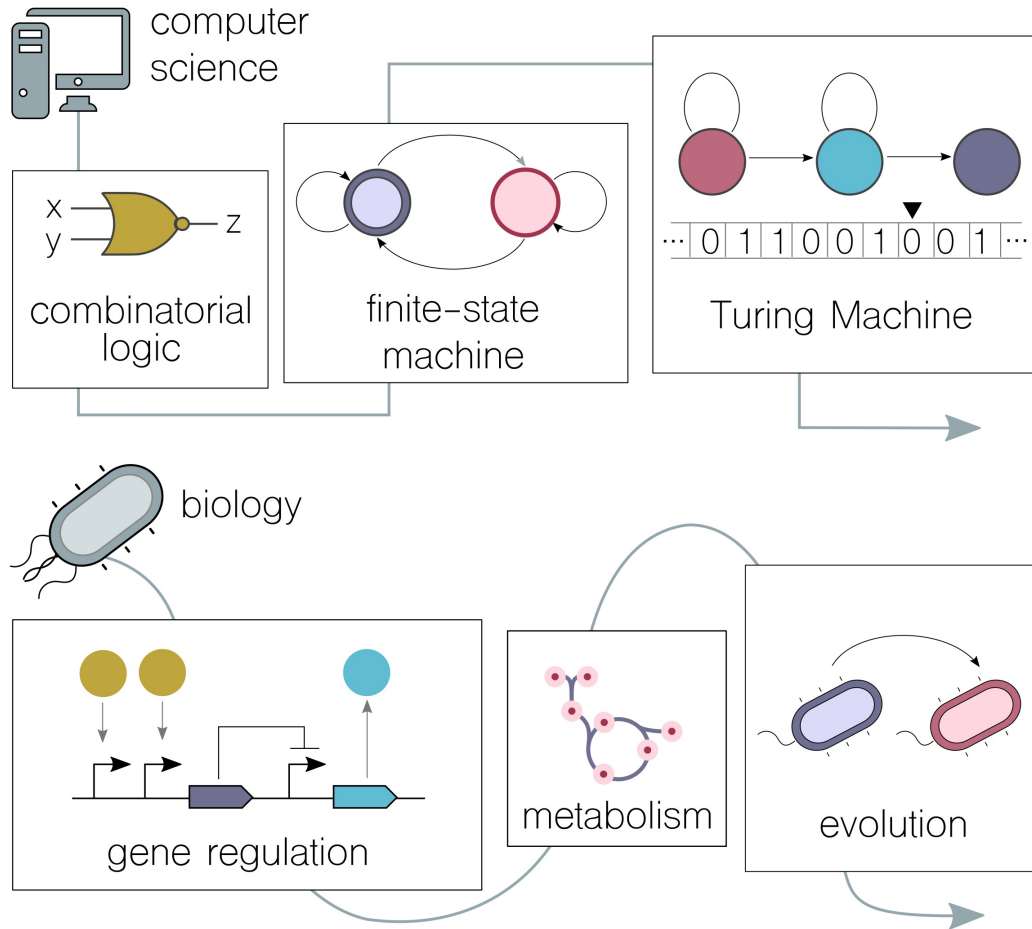 computer
science
x
y
z
combinatorial
logic
finite-state
machine
... 0 1 1 0 0 1 0 0 1 ...
Turing Machine
biology
gene regulation
metabolism
evolution